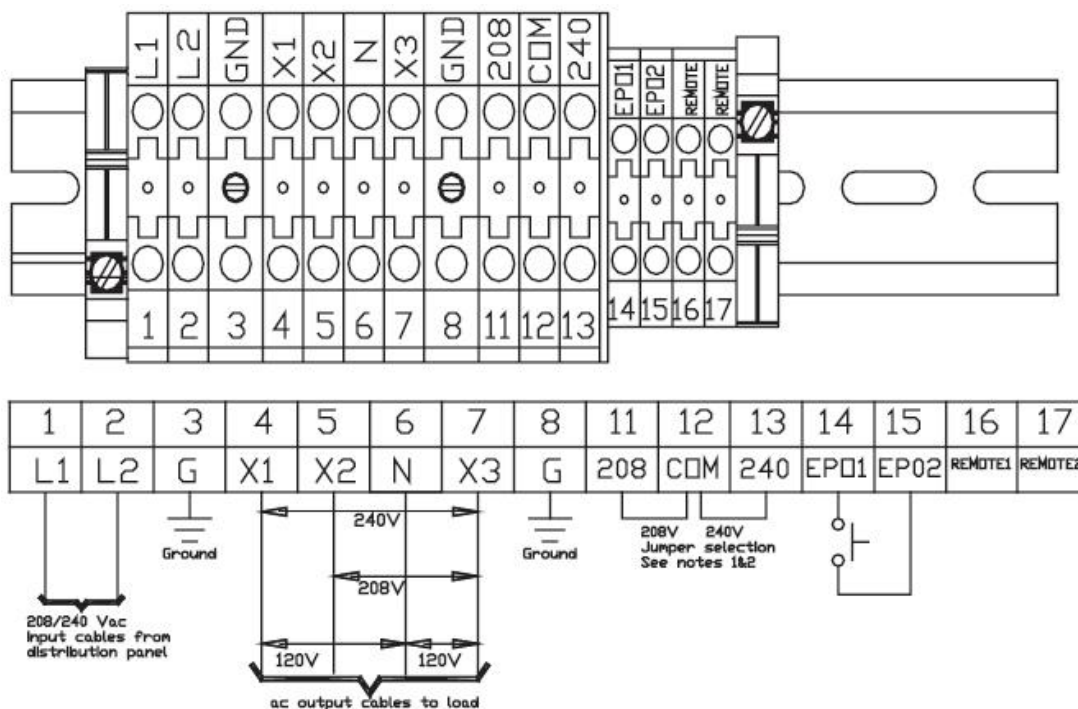 L1 L2 GND X1 X2 N X3 GND 208 COM 240 EPO1 EPO2 REMOTE REMOTE
1 2 3 4 5 6 7 8 11 12 13 14 15 16 17
1 2 3 4 5 6 7 8 11 12 13 14 15 16 17
L1 L2 G X1 X2 N X3 G 208 COM 240 EPO1 EPO2 REMOTE1 REMOTE2
240V
Ground
Ground
208V 240V
Jumper selection
See notes 1&2
208V
208/240 Vac
Input cables from
distribution panel
120V 120V
ac output cables to load